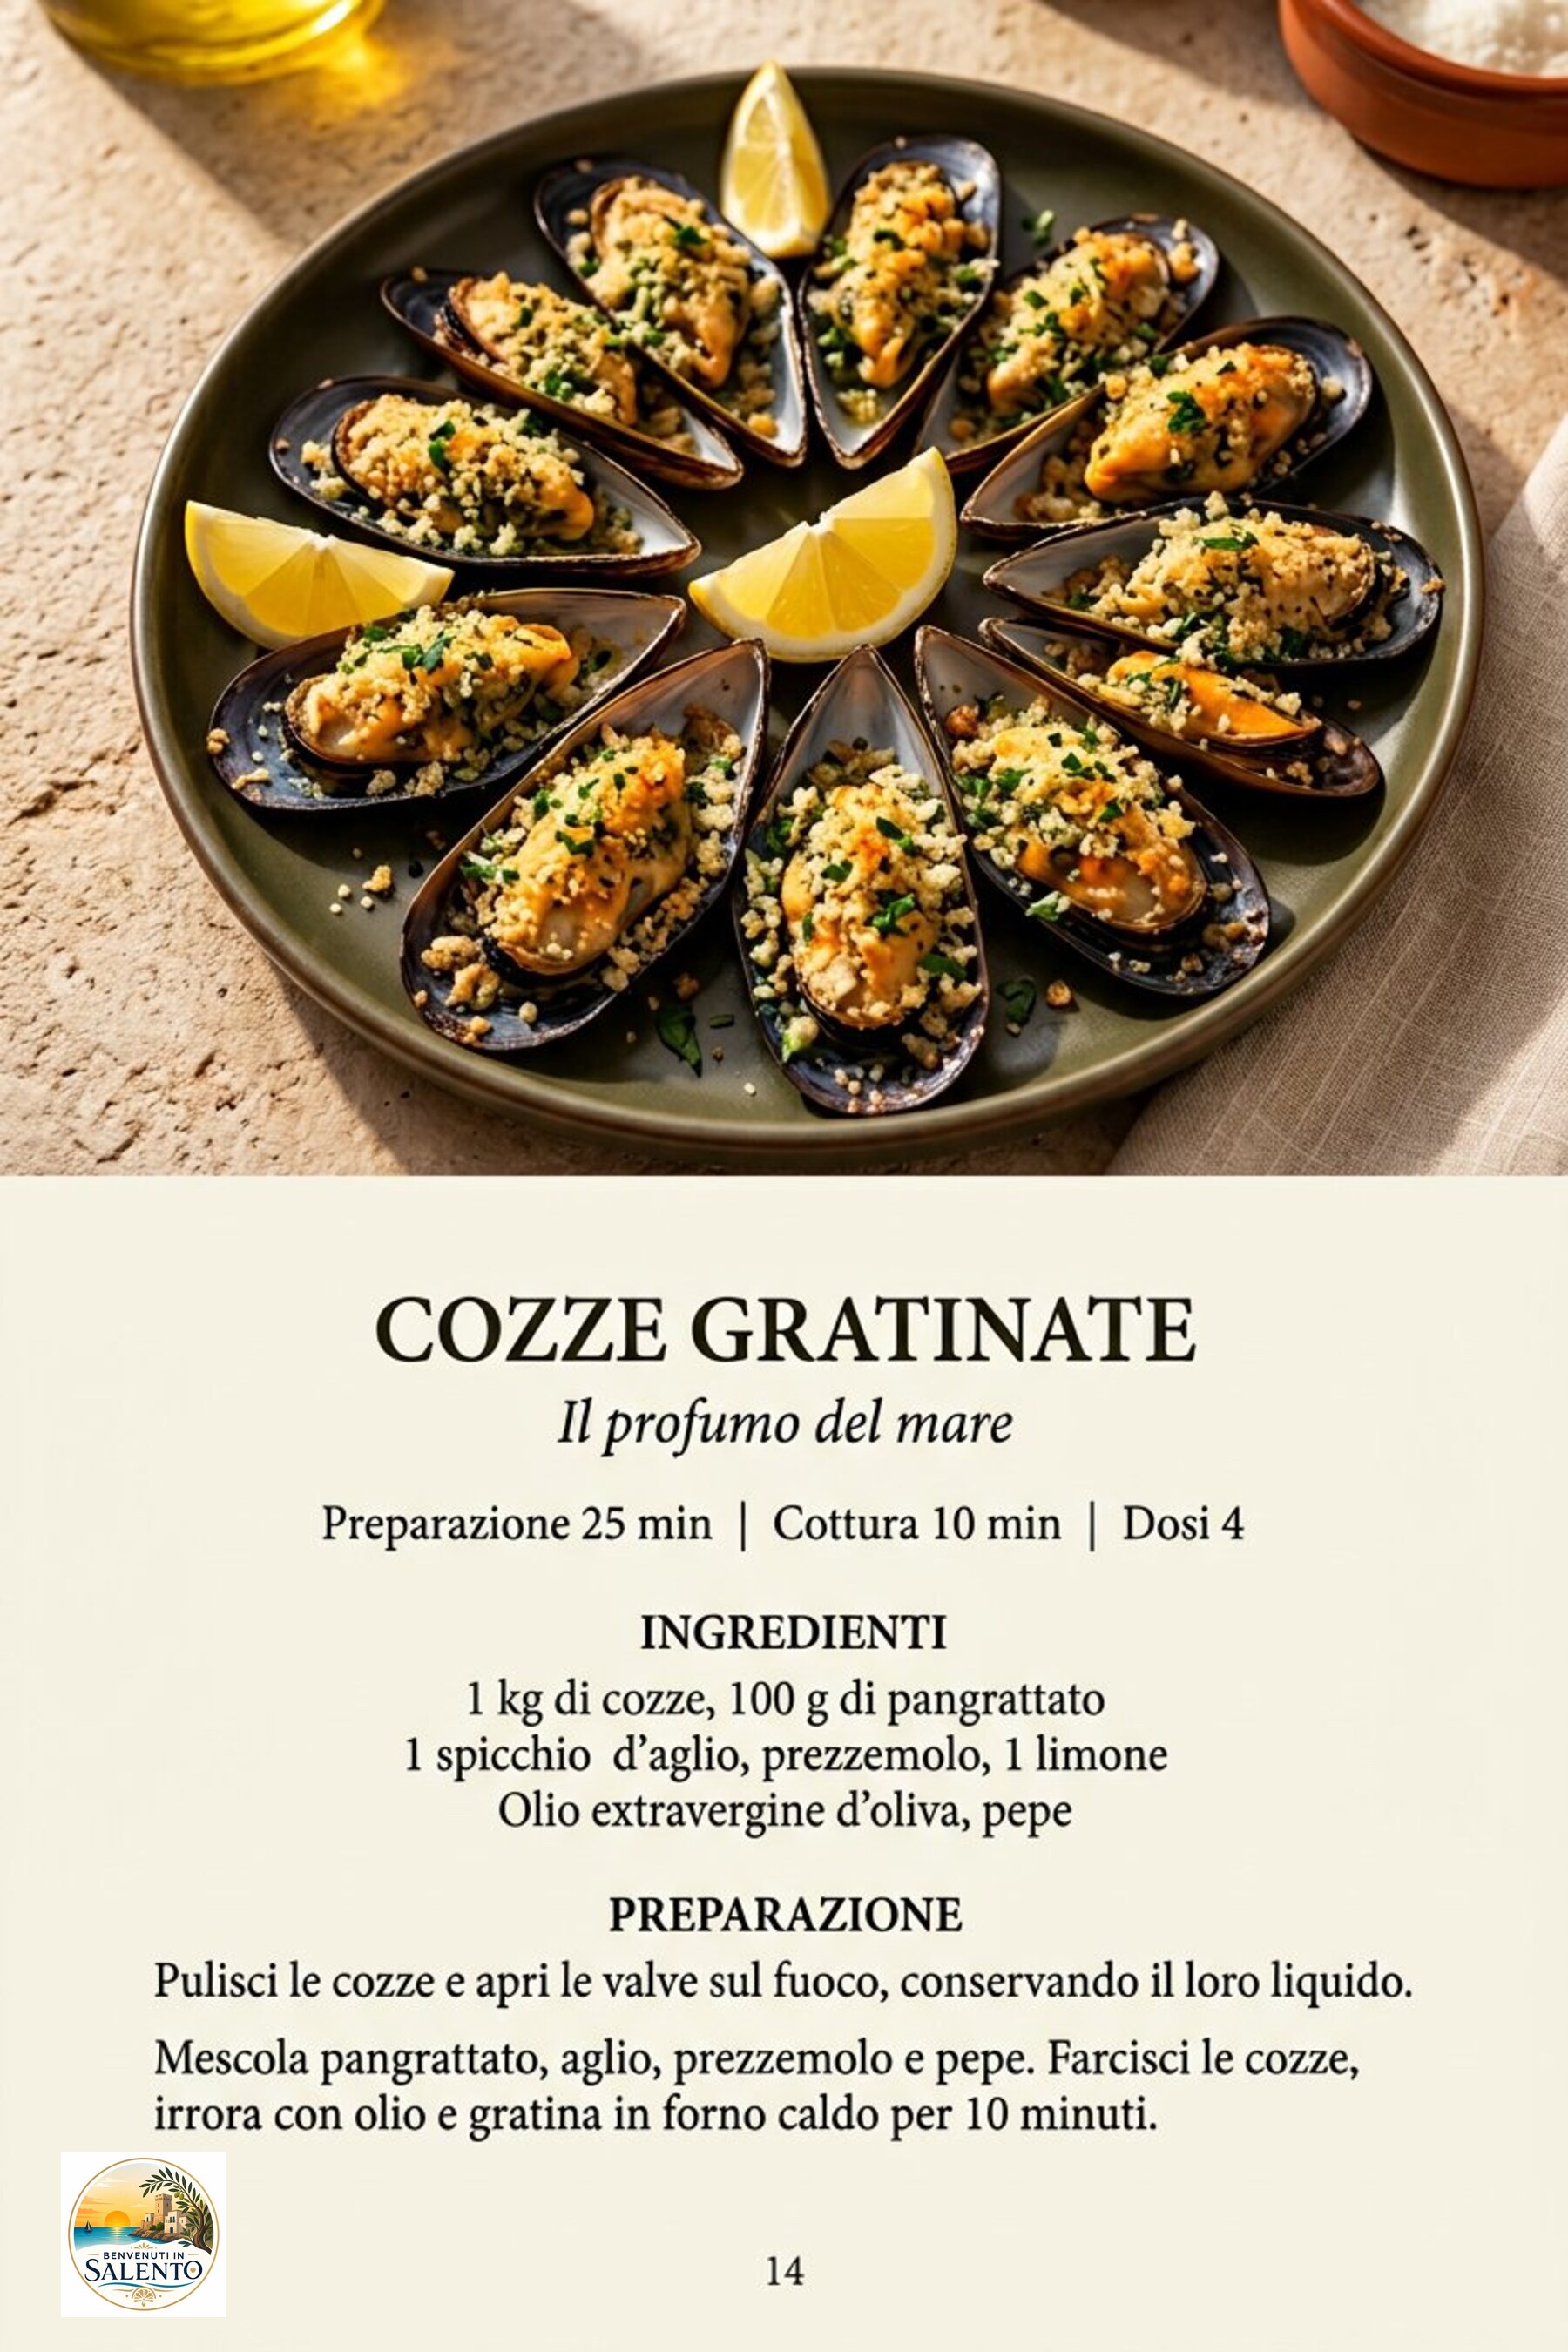 COZZE GRATINATE
Il profumo del mare
Preparazione 25 min | Cottura 10 min | Dosi 4
INGREDIENTI
1 kg di cozze, 100 g di pangrattato
1 spicchio d’aglio, prezzemolo, 1 limone
Olio extravergine d’oliva, pepe
PREPARAZIONE
Pulisci le cozze e apri le valve sul fuoco, conservando il loro liquido.
Mescola pangrattato, aglio, prezzemolo e pepe. Farcisci le cozze,
irrora con olio e gratina in forno caldo per 10 minuti.
BENVENUTI IN
SALENTO
14